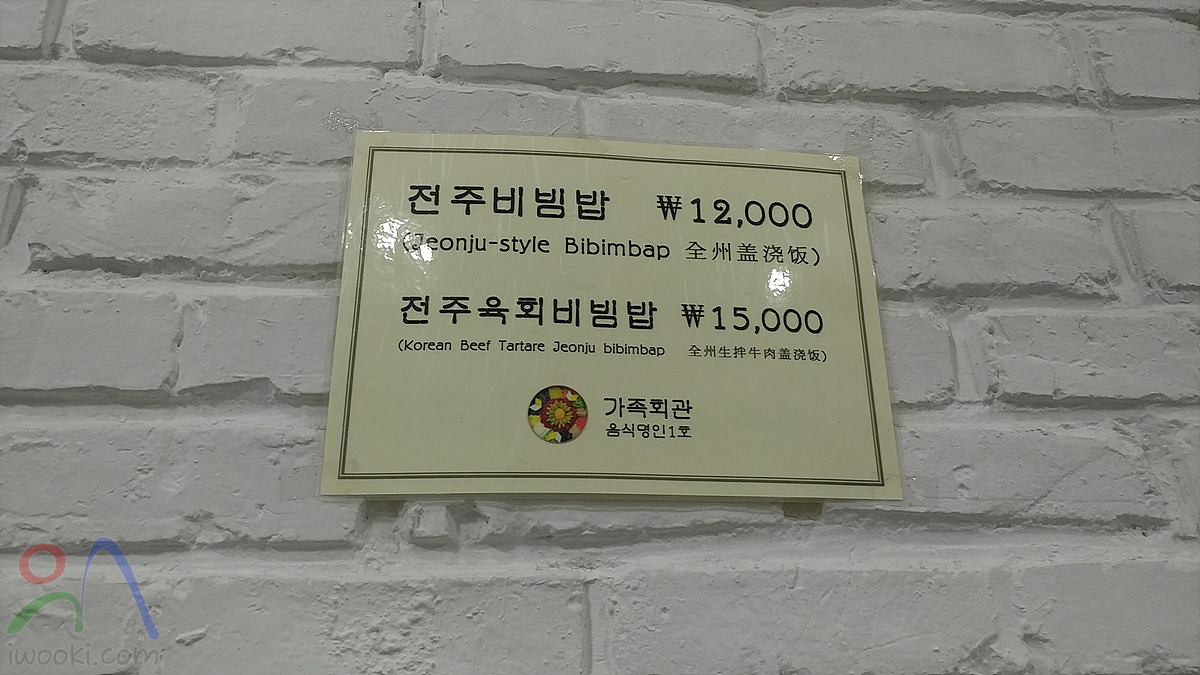 전주비빔밥 ₩12,000
(Jeonju-style Bibimbap 全州盖浇饭)
전주육회비빔밥 ₩15,000
(Korean Beef Tartare Jeonju bibimbap 全州生拌牛肉盖浇饭)
가족회관
음식명인1호
iwooki.com